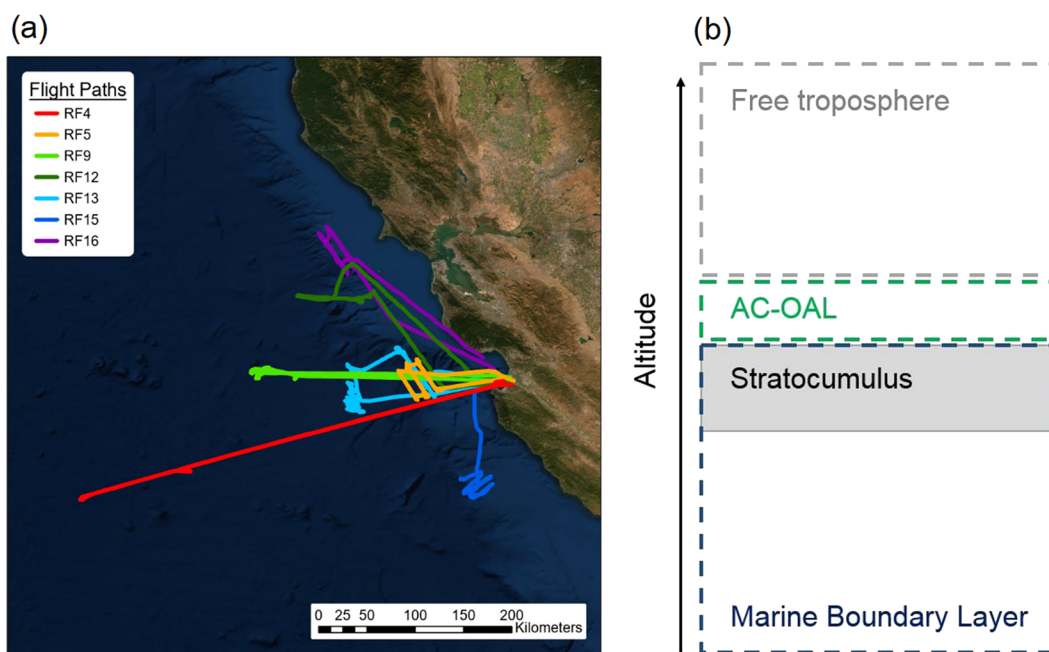 (a)
Flight Paths
RF4
RF5
RF9
RF12
RF13
RF15
RF16
0 25 50 100 150 200
Kilometers
(b)
Altitude
Free troposphere
AC-OAL
Stratocumulus
Marine Boundary Layer